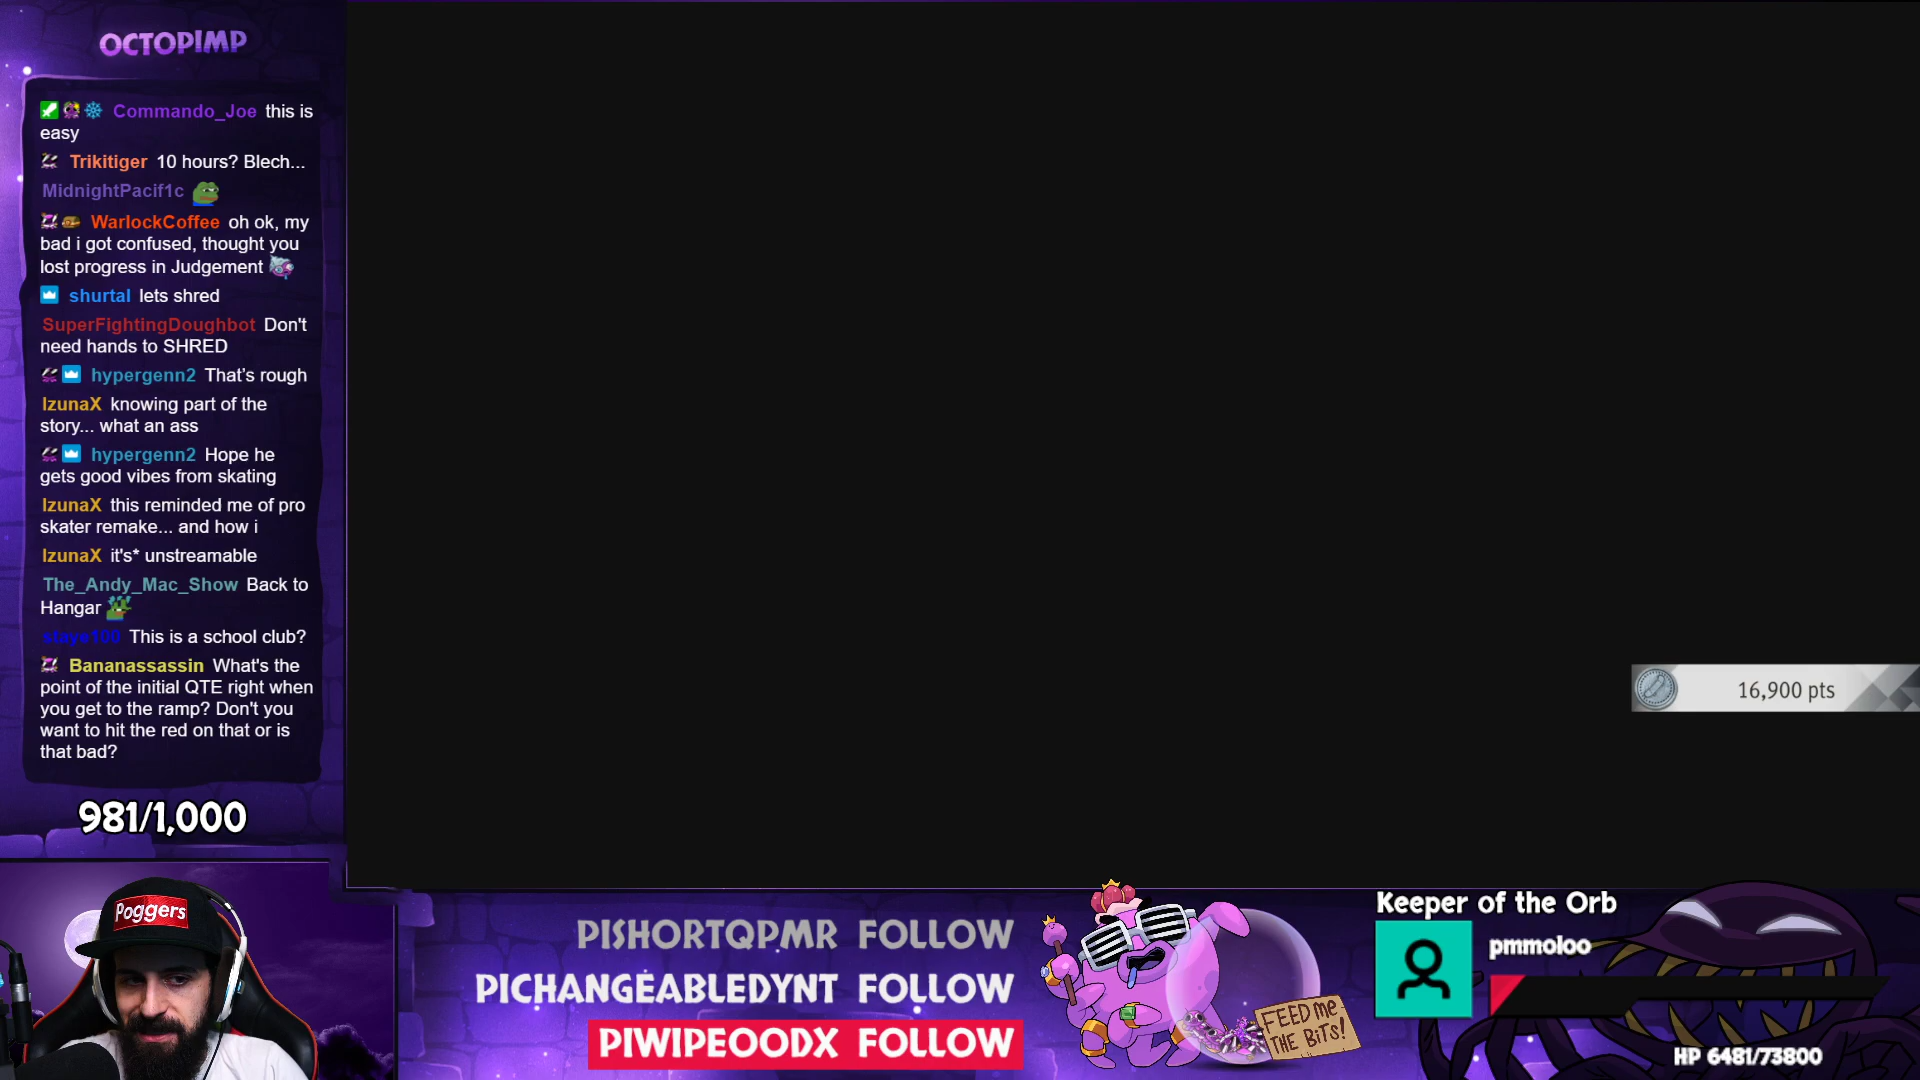 OCTOPIMP
Commando_Joe this is
easy
Trikitiger 10 hours? Blech...
MidnightPacif1c
WarlockCoffee oh ok, my
bad i got confused, thought you
lost progress in Judgement
shurtal lets shred
SuperFightingDoughbot Don't
need hands to SHRED
hypergenn2 That’s rough
IzunaX knowing part of the
story... what an ass
hypergenn2 Hope he
gets good vibes from skating
IzunaX this reminded me of pro
skater remake... and how i
IzunaX it's* unstreamable
The_Andy_Mac_Show Back to
Hangar
staye100 This is a school club?
Bananassassin What's the
point of the initial QTE right when
you get to the ramp? Don't you
want to hit the red on that or is
that bad?
981/1,000
Poggers
16,900 pts
PISHORTQPMR FOLLOW
PICHANGEABLEDYNT FOLLOW
PIWIPEOODX FOLLOW
FEED ME
THE BITS!
Keeper of the Orb
pmmoloo
HP 6481/73800